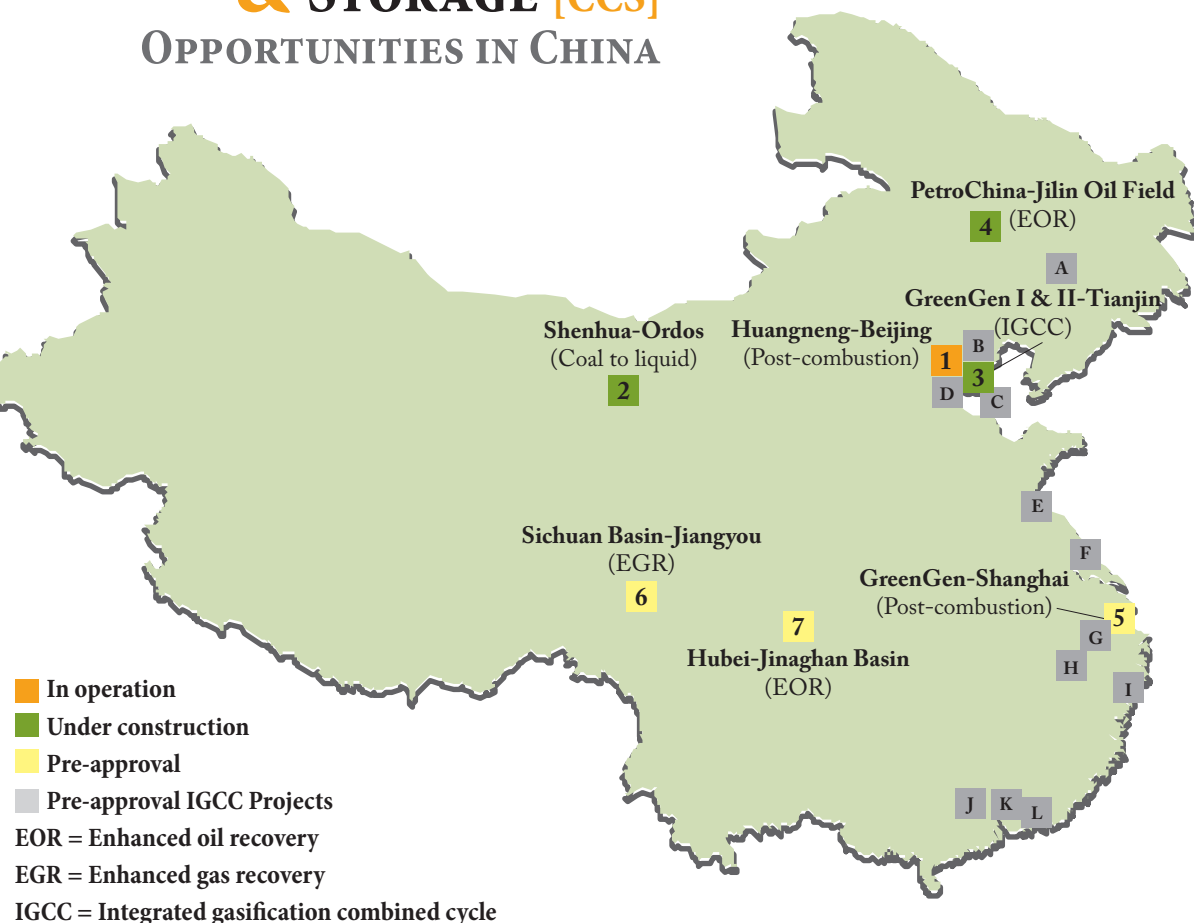 & STORAGE [CCS]
OPPORTUNITIES IN CHINA
PetroChina-Jilin Oil Field
4 (EOR)
A
GreenGen I & II-Tianjin
(IGCC)
Shenhua-Ordos
(Coal to liquid)
2
Huangneng-Beijing
(Post-combustion)
1
B
3
D
C
E
F
Sichuan Basin-Jiangyou
(EGR)
6
GreenGen-Shanghai
(Post-combustion)
5
7
Hubei-Jinaghan Basin
(EOR)
G
H
I
J
K
L
In operation
Under construction
Pre-approval
Pre-approval IGCC Projects
EOR = Enhanced oil recovery
EGR = Enhanced gas recovery
IGCC = Integrated gasification combined cycle